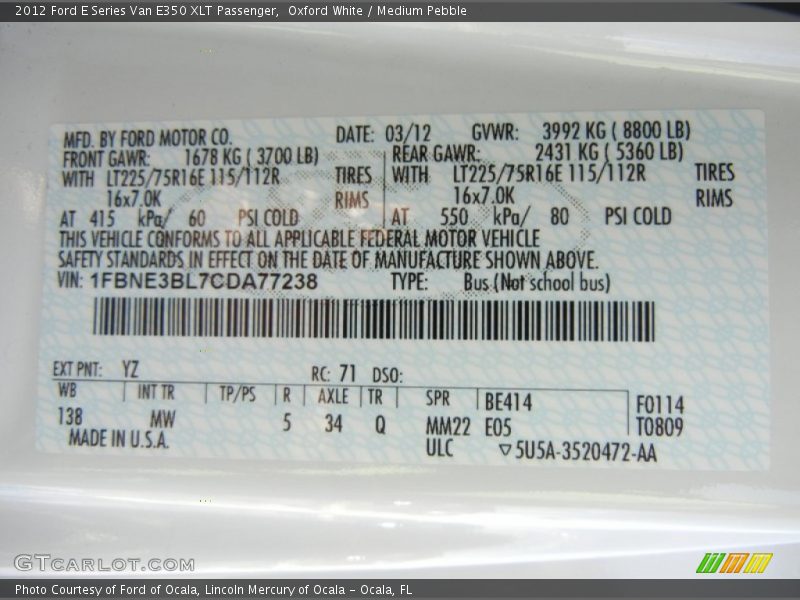 2012 Ford E Series Van E350 XLT Passenger,  Oxford White / Medium Pebble
MFD. BY FORD MOTOR CO. DATE: 03/12 GVWR: 3992 KG ( 8800 LB)
FRONT GAWR: 1678 KG ( 3700 LB) REAR GAWR: 2431 KG ( 5360 LB)
WITH LT225/75R16E 115/112R TIRES WITH LT225/75R16E 115/112R TIRES
16x7.0K RIMS 16x7.0K RIMS
AT 415 kPa/ 60 PSI COLD AT 550 kPa/ 80 PSI COLD
THIS VEHICLE CONFORMS TO ALL APPLICABLE FEDERAL MOTOR VEHICLE
SAFETY STANDARDS IN EFFECT ON THE DATE OF MANUFACTURE SHOWN ABOVE.
VIN: 1FBNE3BL7CDA77238 TYPE: Bus (Not school bus)
EXT PNT: YZ RC: 71 DSO:
WB INT TR TP/PS R AXLE TR SPR BE414 F0114
138 MW 5 34 Q MM22 E05 T0809
MADE IN U.S.A. ULC ▽5U5A-3520472-AA
GTCARLOT.COM
Photo Courtesy of Ford of Ocala, Lincoln Mercury of Ocala – Ocala, FL